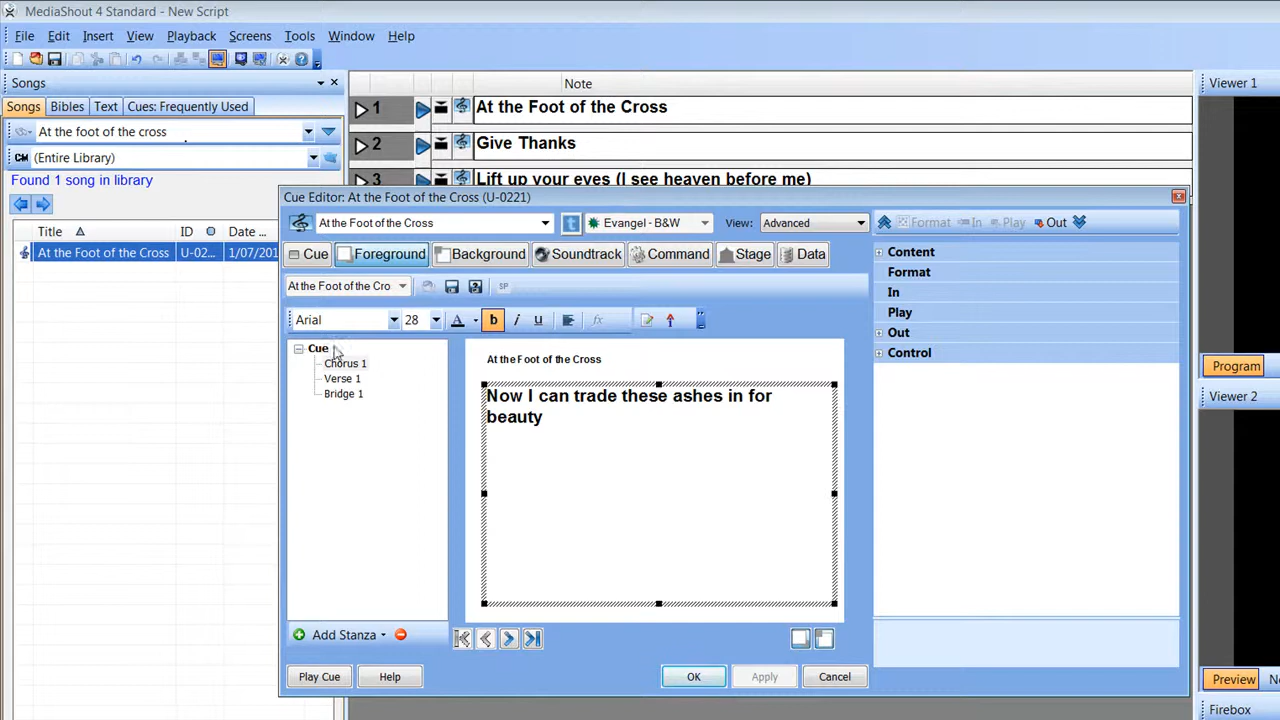 MediaShout 4 Standard - New Script
File Edit Insert View Playback Screens Tools Window Help
Songs
Songs Bibles Text Cues: Frequently Used
At the foot of the cross
CM (Entire Library)
Found 1 song in library
Title ID Date ...
At the Foot of the Cross U-02... 1/07/201
Note
1 At the Foot of the Cross
2 Give Thanks
3 Lift up your eyes (I see heaven before me)
Viewer 1
Cue Editor: At the Foot of the Cross (U-0221)
At the Foot of the Cross t Evangel - B&W View: Advanced
Cue Foreground Background Soundtrack Command Stage Data
At the Foot of the Cro SP
Arial 28 A b i u fx
Cue
Chorus 1
Verse 1
Bridge 1
At the Foot of the Cross
Now I can trade these ashes in for
beauty
Add Stanza
Play Cue Help OK Apply Cancel
Format In Play Out
Content
Format
In
Play
Out
Control
Program
Viewer 2
Preview Ne
Firebox